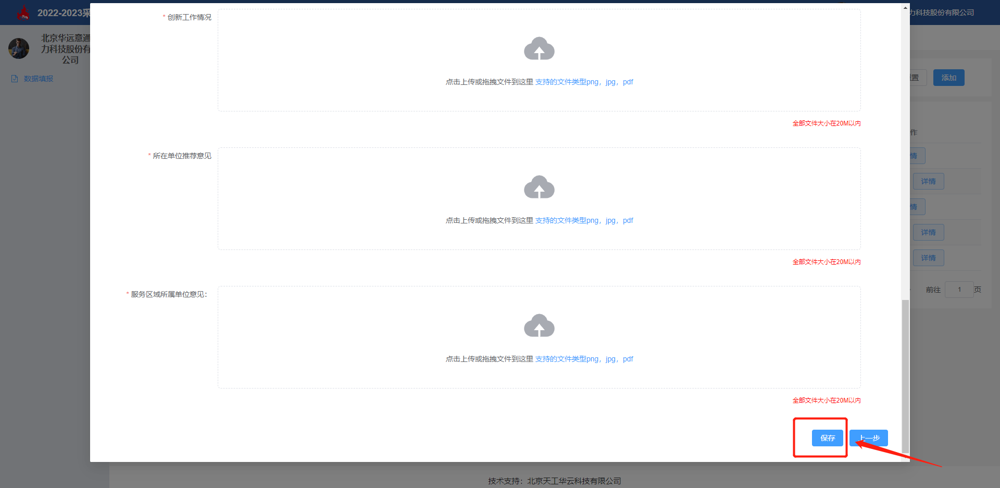 2022-2023采
力科技股份有限公司
北京华远意通
力科技股份有
公司
数据填报
* 创新工作情况
点击上传或拖拽文件到这里 支持的文件类型png，jpg，pdf
全部文件大小在20M以内
* 所在单位推荐意见
点击上传或拖拽文件到这里 支持的文件类型png，jpg，pdf
全部文件大小在20M以内
* 服务区域所属单位意见：
点击上传或拖拽文件到这里 支持的文件类型png，jpg，pdf
全部文件大小在20M以内
保存 上一步
置 添加
作
情
详情
情
详情
详情
前往 1 页
技术支持：北京天工华云科技有限公司